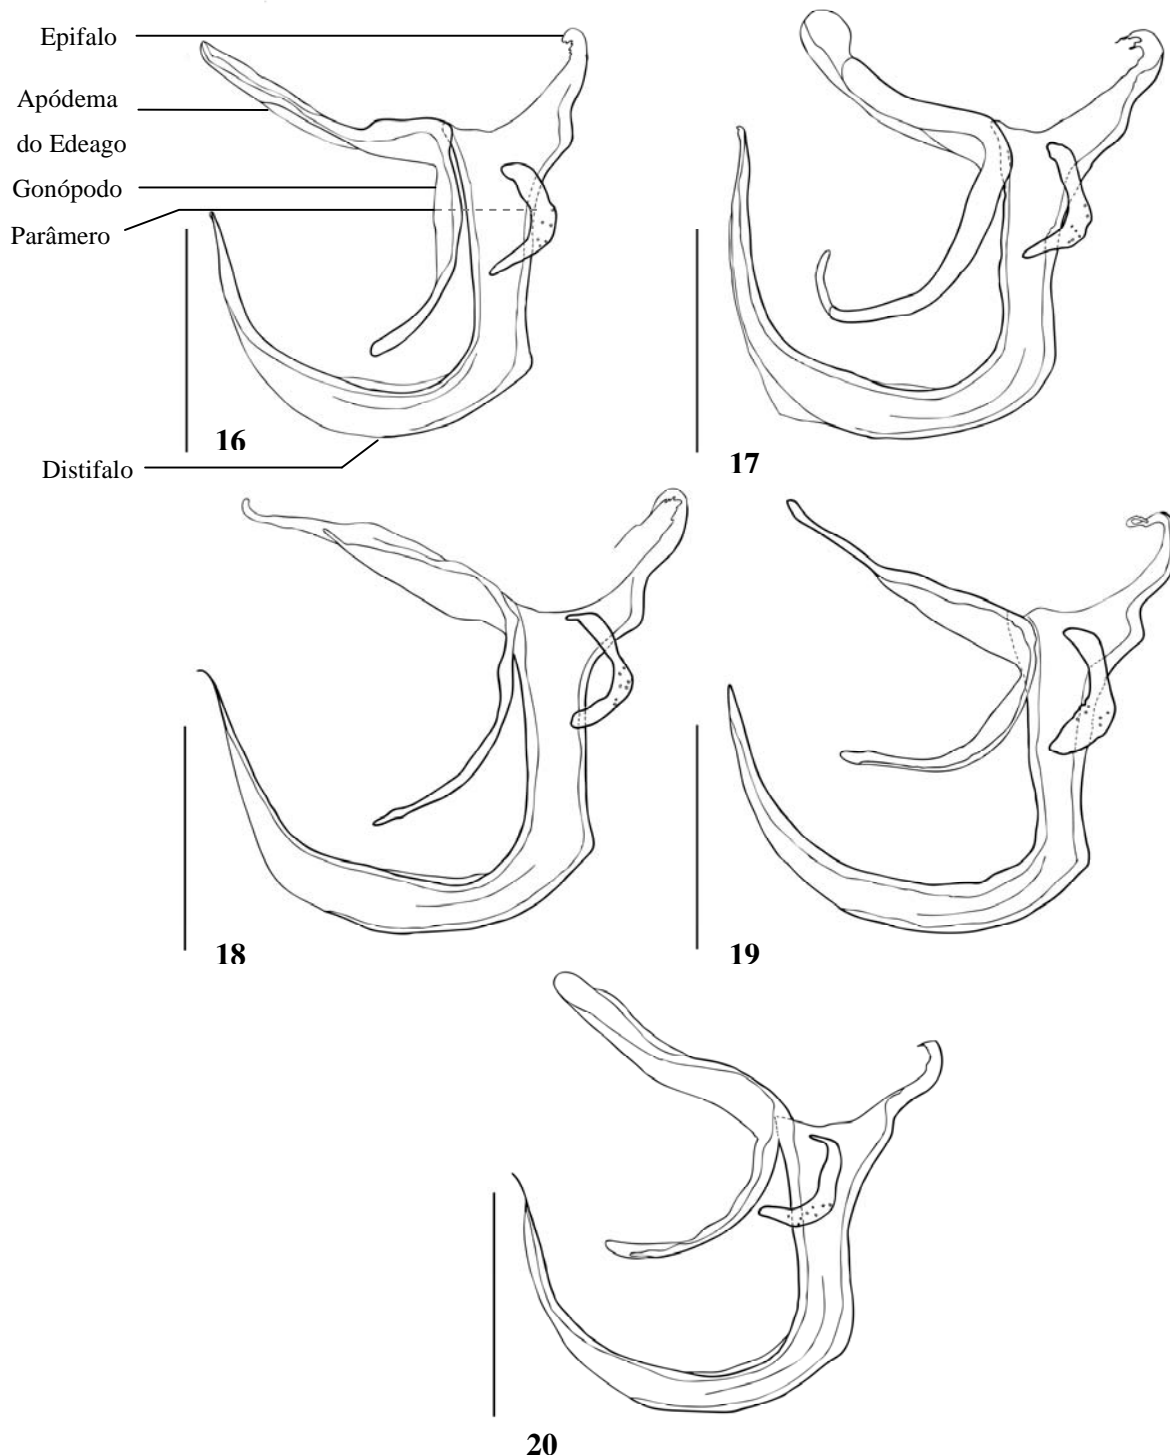 Epifalo
Apódema
do Edeago
Gonópodo
Parâmero
16
17
Distifalo
18
19
20